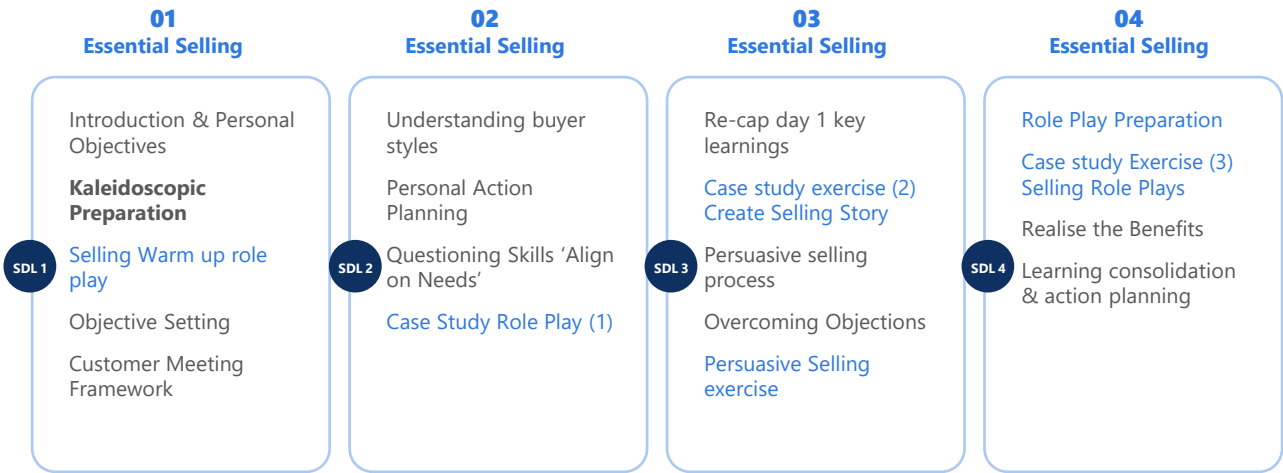 01
Essential Selling
Introduction & Personal
Objectives
Kaleidoscopic
Preparation
SDL 1
Selling Warm up role
play
Objective Setting
Customer Meeting
Framework
02
Essential Selling
Understanding buyer
styles
Personal Action
Planning
SDL 2
Questioning Skills ‘Align
on Needs’
Case Study Role Play (1)
03
Essential Selling
Re-cap day 1 key
learnings
Case study exercise (2)
Create Selling Story
SDL 3
Persuasive selling
process
Overcoming Objections
Persuasive Selling
exercise
04
Essential Selling
Role Play Preparation
Case study Exercise (3)
Selling Role Plays
Realise the Benefits
SDL 4
Learning consolidation
& action planning